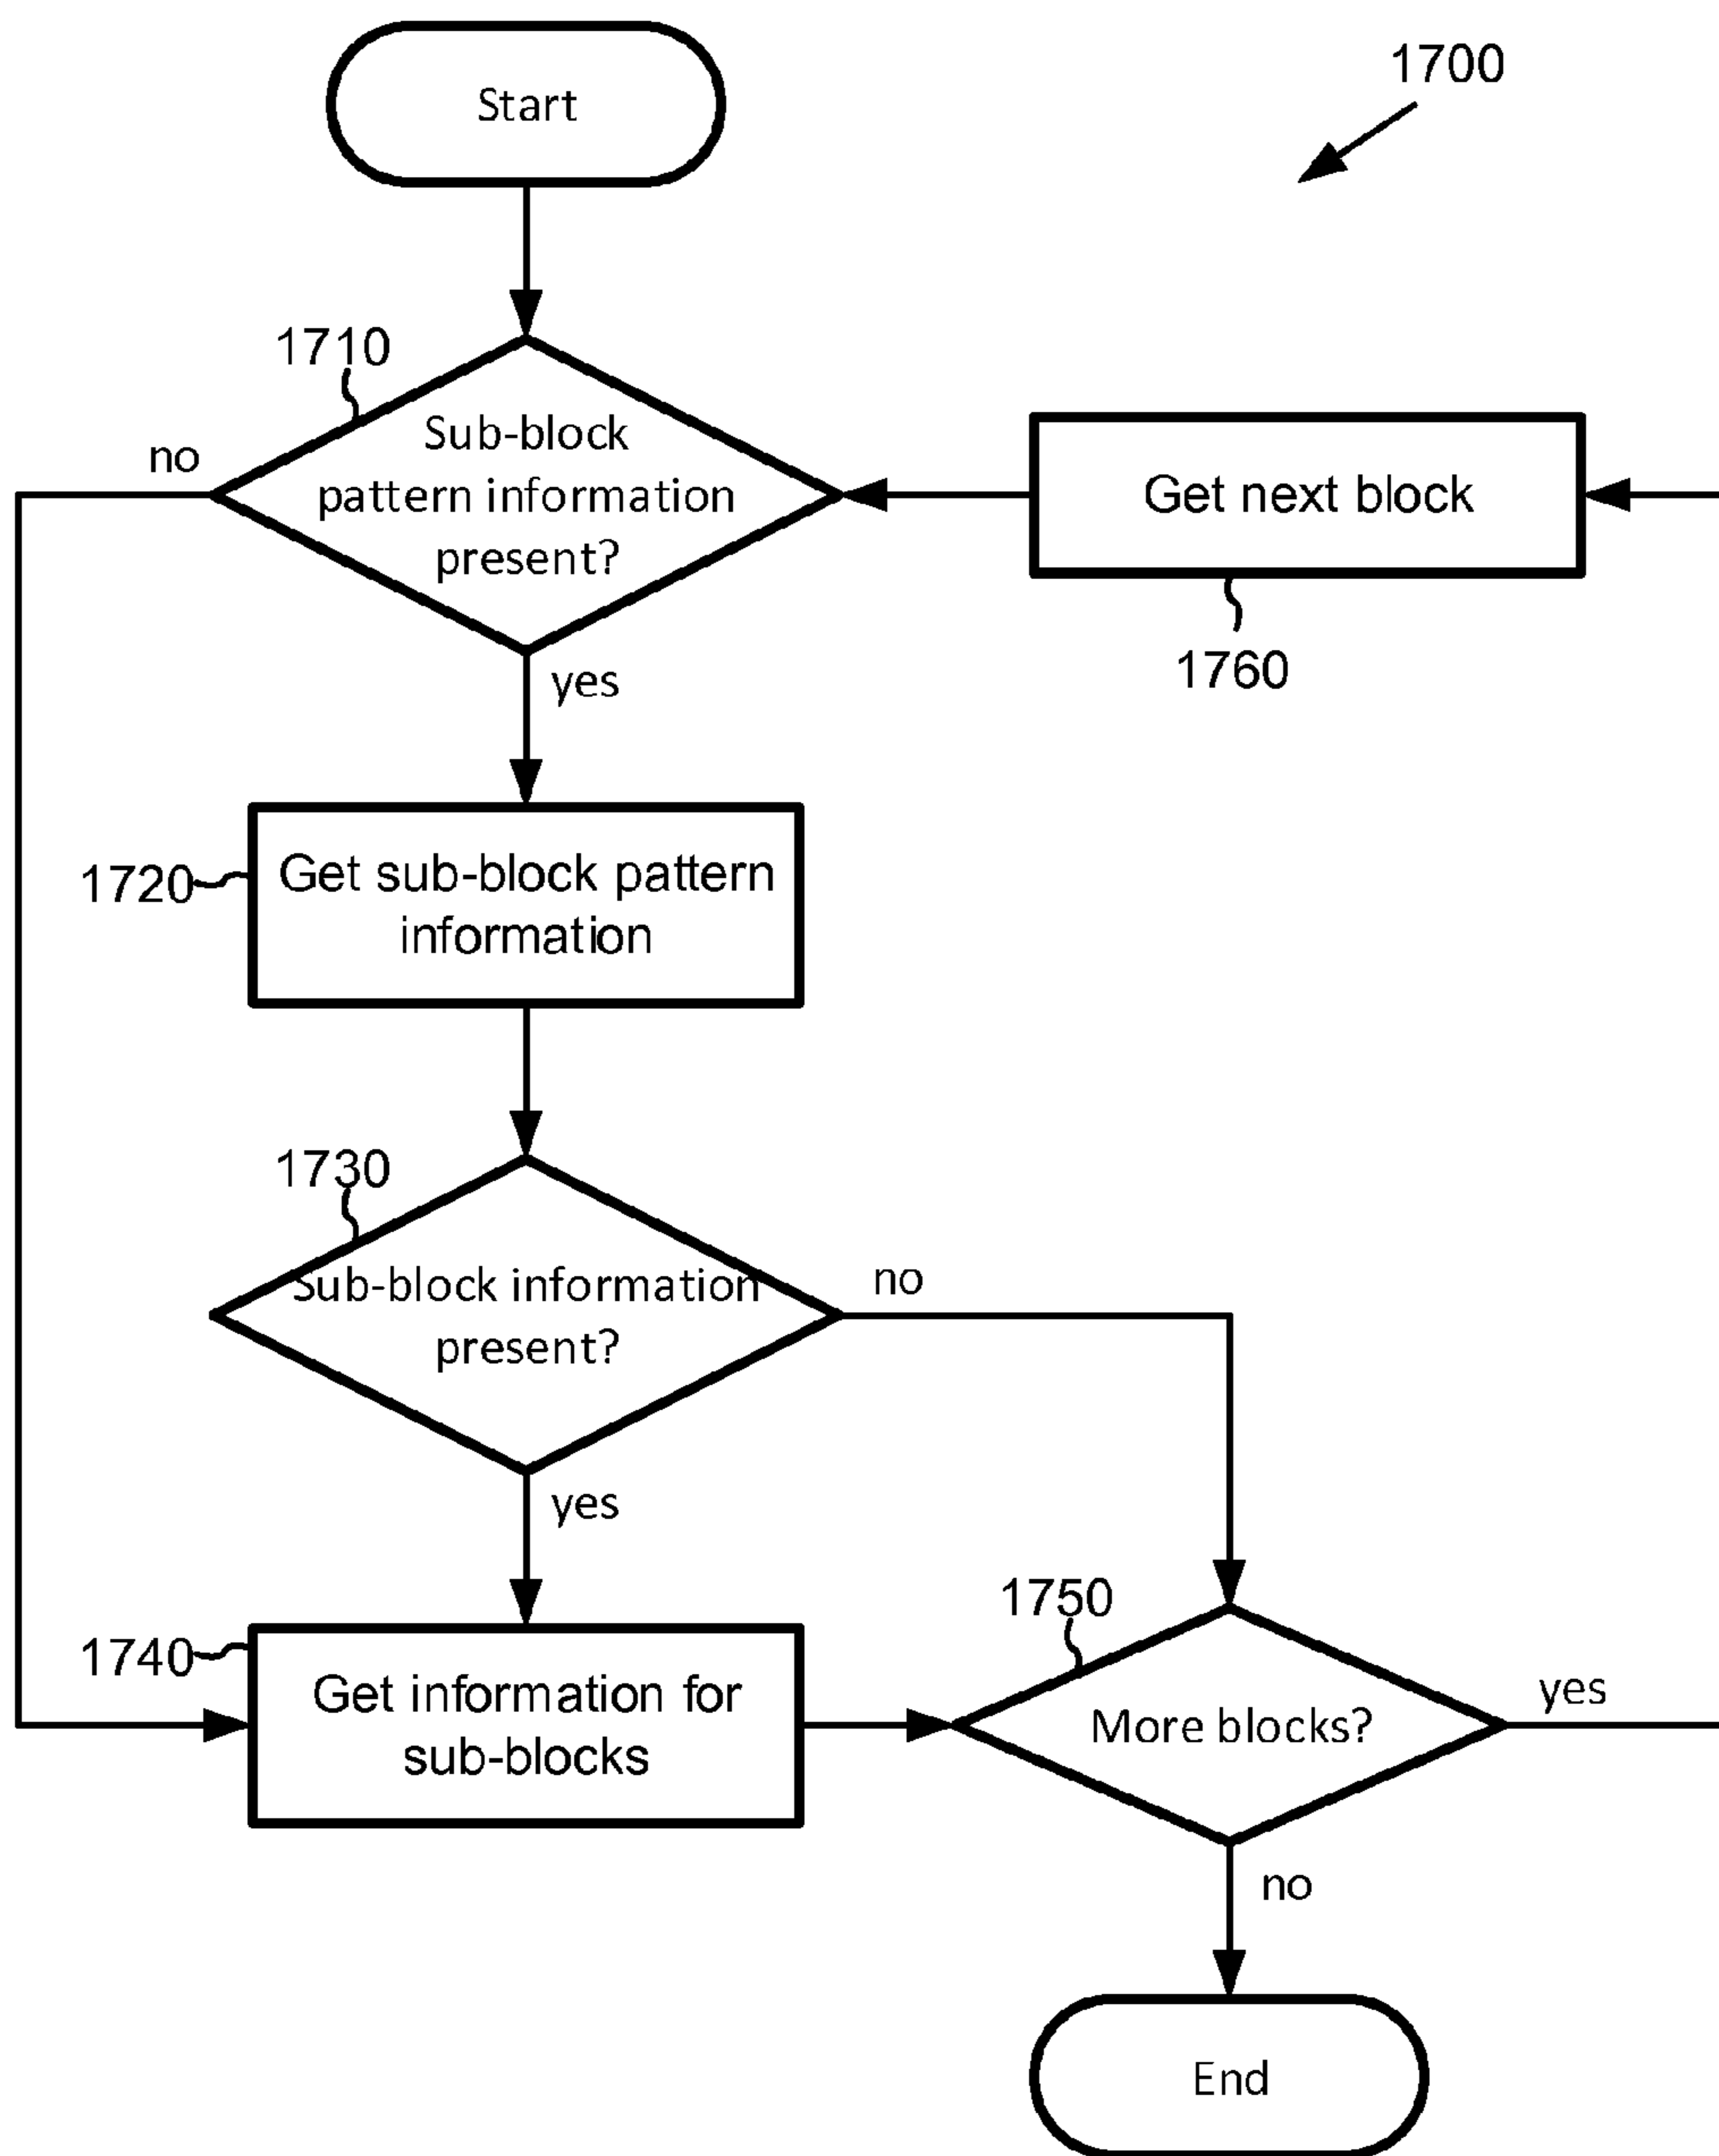 Start
1700
1710
no
Sub-block
pattern information
present?
Get next block
1760
yes
1720
Get sub-block pattern
information
1730
Sub-block information
present?
no
yes
1740
Get information for
sub-blocks
1750
More blocks?
yes
no
End